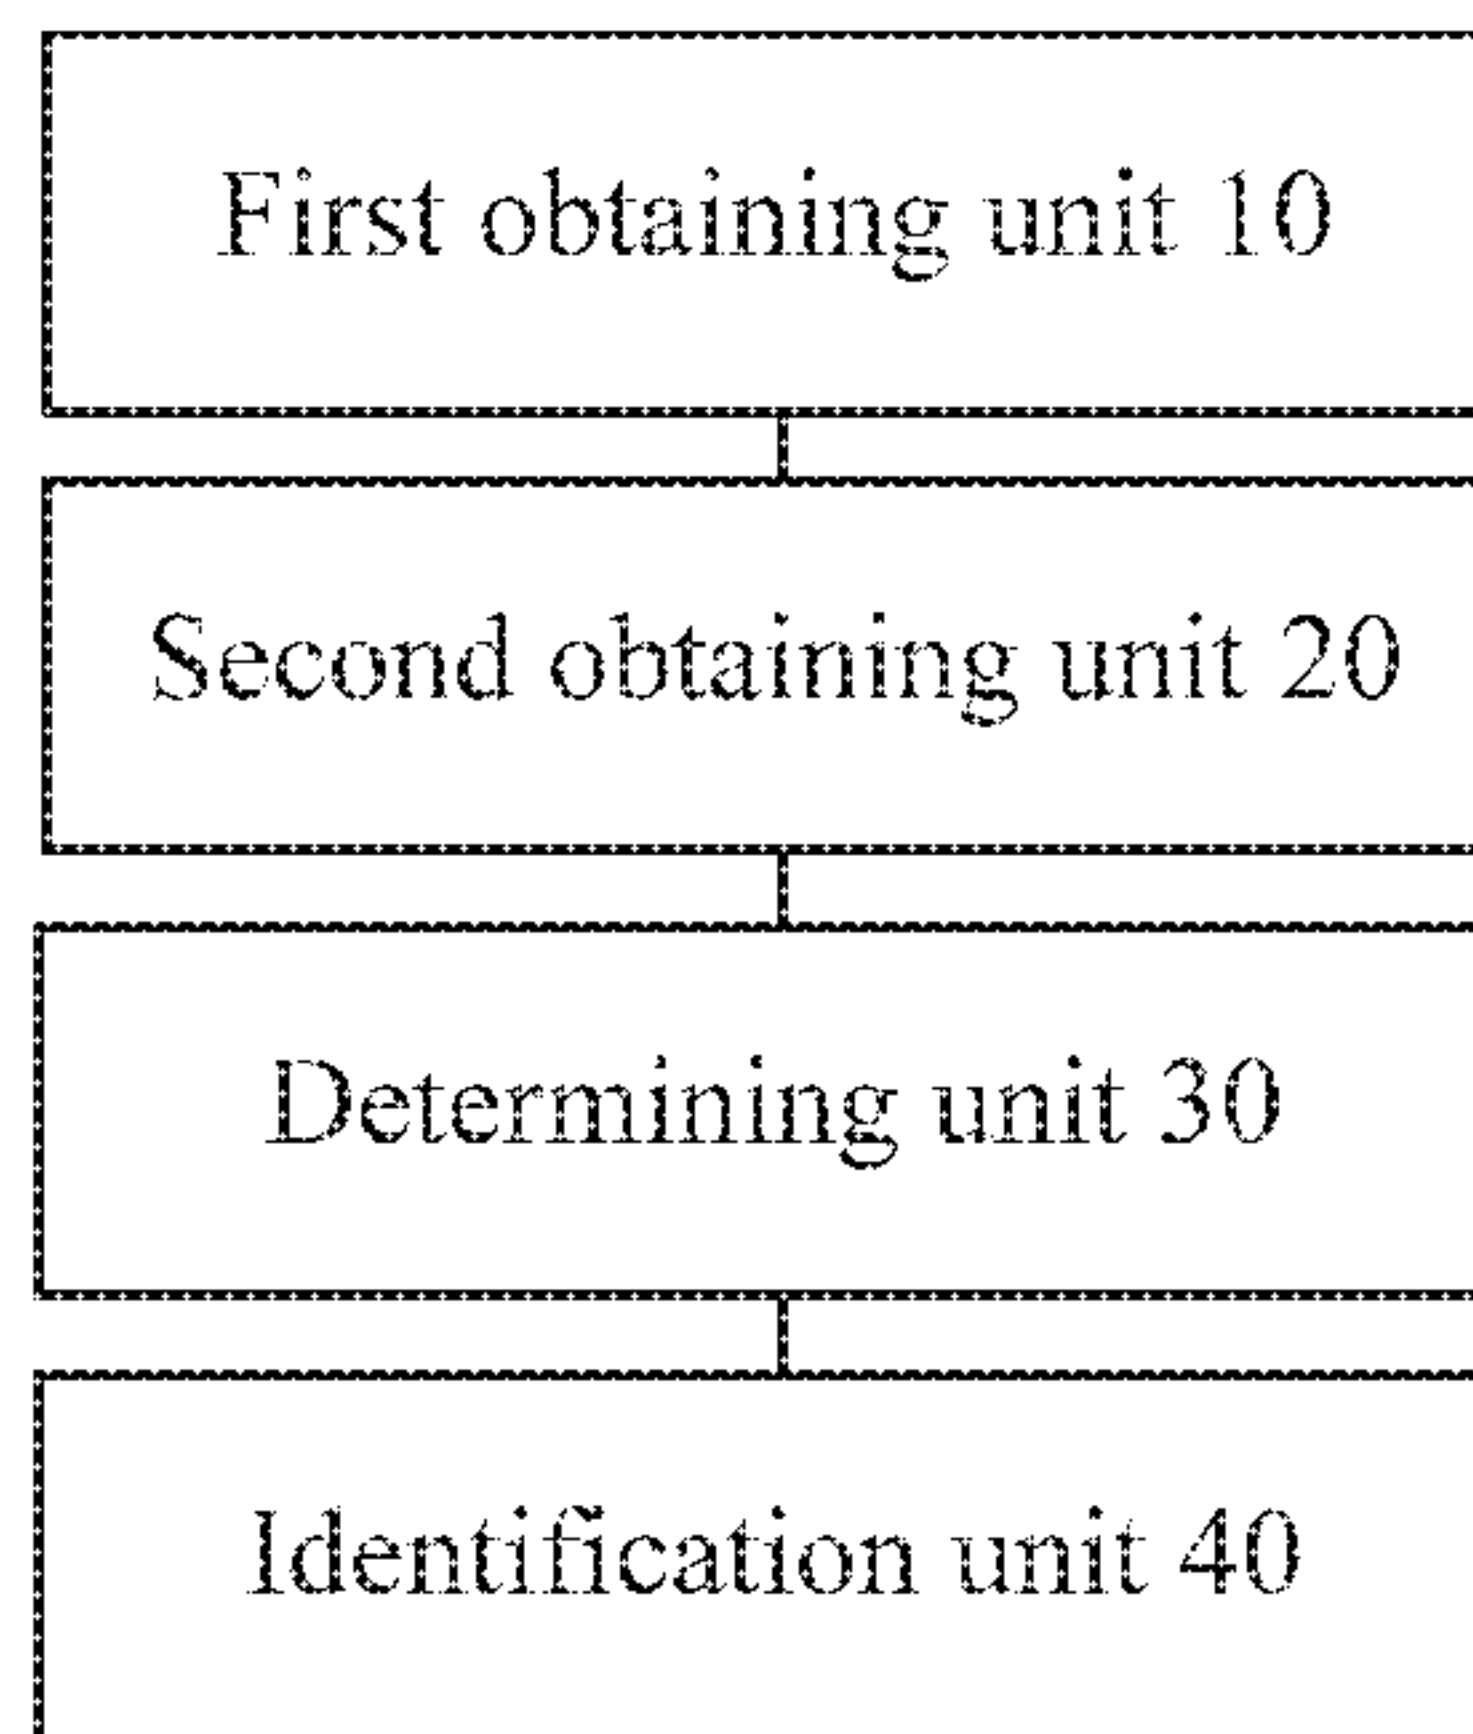 First obtaining unit 10
Second obtaining unit 20
Determining unit 30
Identification unit 40